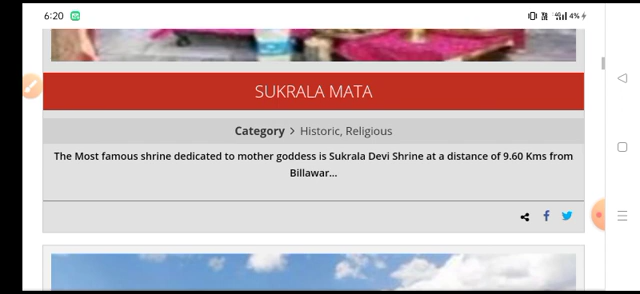 6:20
4%
SUKRALA MATA
Category > Historic, Religious
The Most famous shrine dedicated to mother goddess is Sukrala Devi Shrine at a distance of 9.60 Kms from
Billawar...